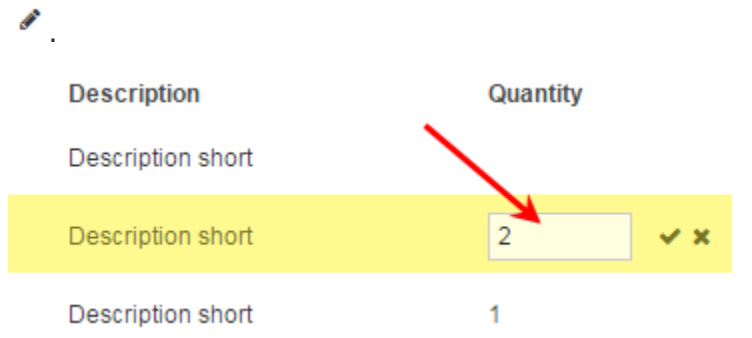 .
Description Quantity
Description short
Description short 2
Description short 1